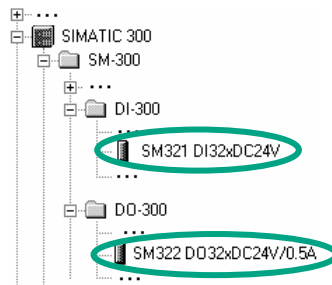 ...
SIMATIC 300
SM-300
...
DI-300
...
SM321 DI32xDC24V
...
DO-300
...
SM322 DO32xDC24V/0.5A
...